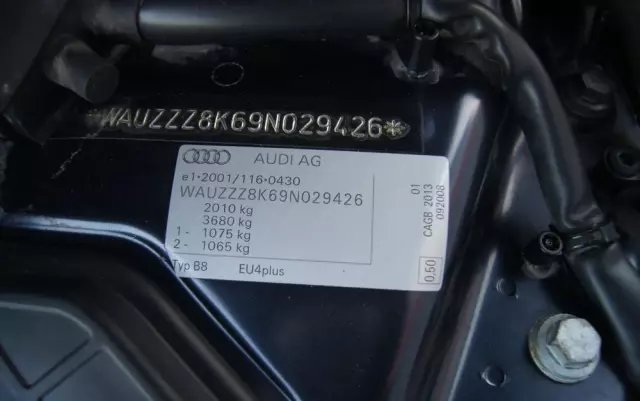 *WAUZZZ8K69N029426*
AUDI AG
e1*2001/116*0430
WAUZZZ8K69N029426
2010 kg
3680 kg
1- 1075 kg
2- 1065 kg
Typ B8 EU4plus
01
CAGB 2013
092008
0,50